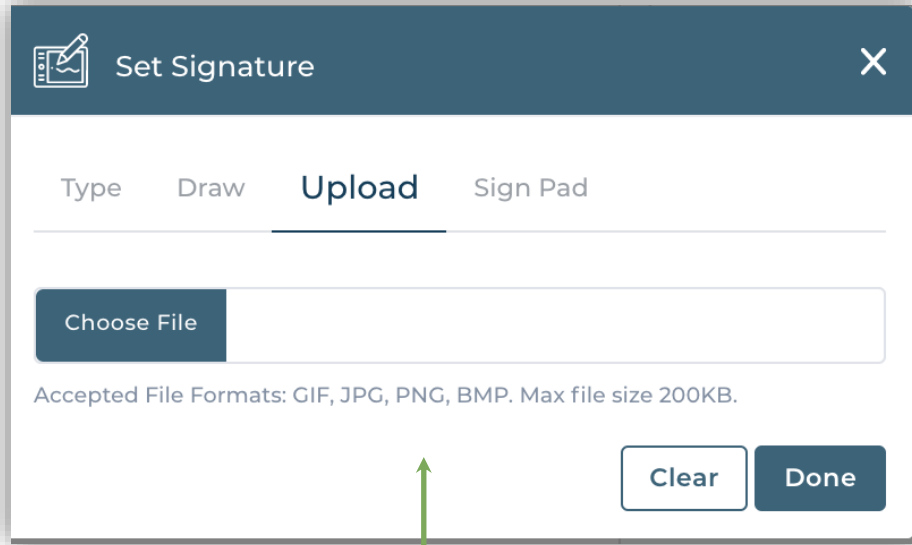 Set Signature
Type Draw Upload Sign Pad
Choose File
Accepted File Formats: GIF, JPG, PNG, BMP. Max file size 200KB.
Clear Done